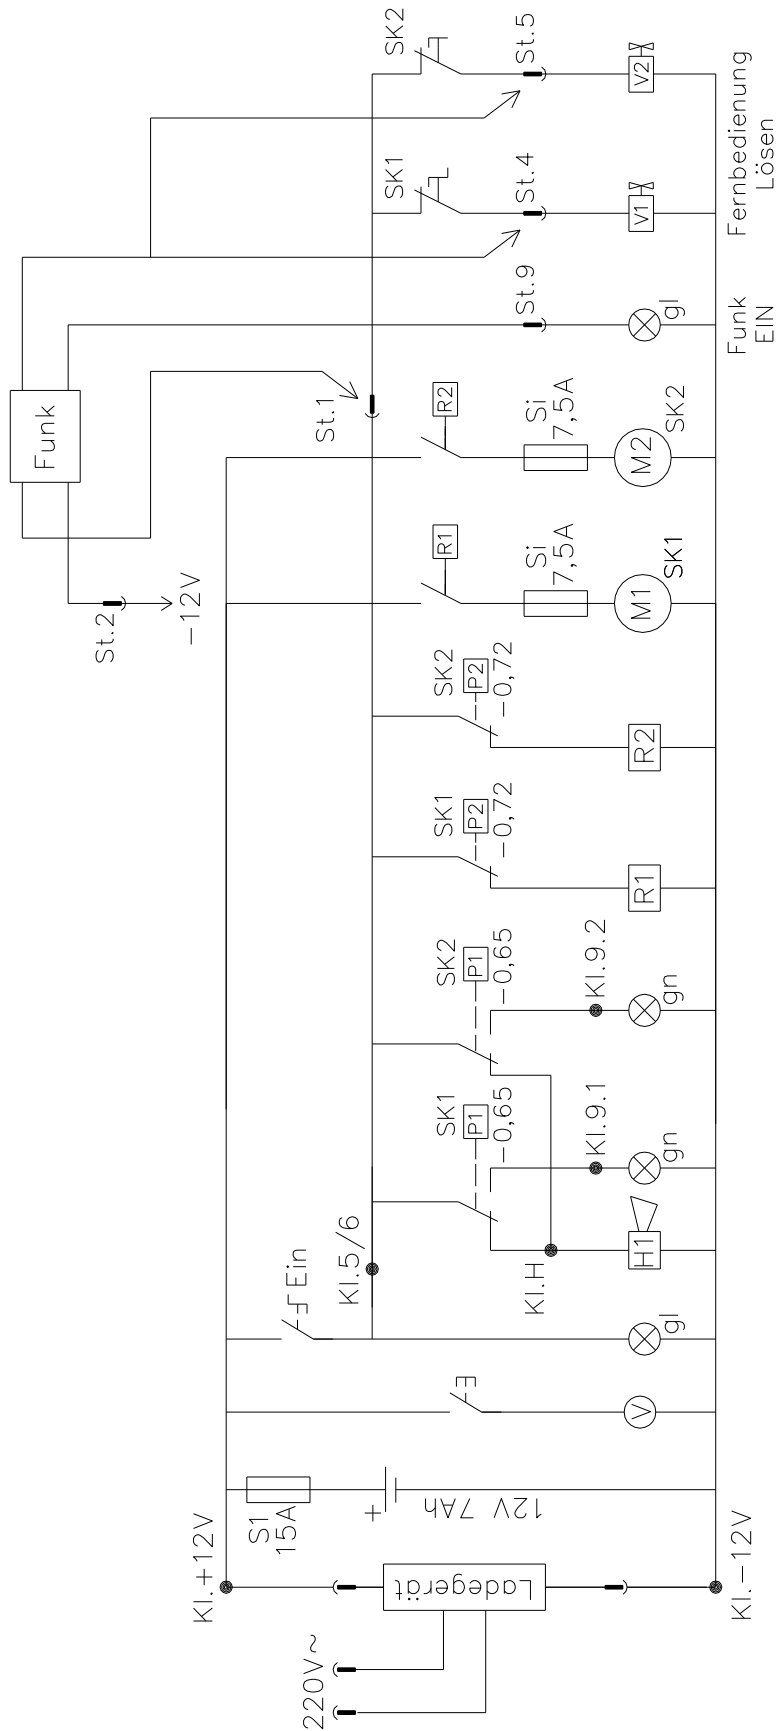 220V~
Kl.+12V
Ladegerät
Kl.-12V
S1
15A
+
12V 7Ah
E
V
Ein
gl
Kl.5/6
Kl.H
H1
SK1
P1
-0,65
Kl.9.1
gn
SK2
P1
-0,65
Kl.9.2
gn
SK1
P2
-0,72
R1
SK2
P2
-0,72
R2
R1
Si
7,5A
M1
SK1
R2
Si
7,5A
M2
SK2
St.2
-12V
Funk
St.1
St.9
gl
Funk
EIN
SK1
St.4
V1
SK2
St.5
V2
Fernbedienung
Lösen